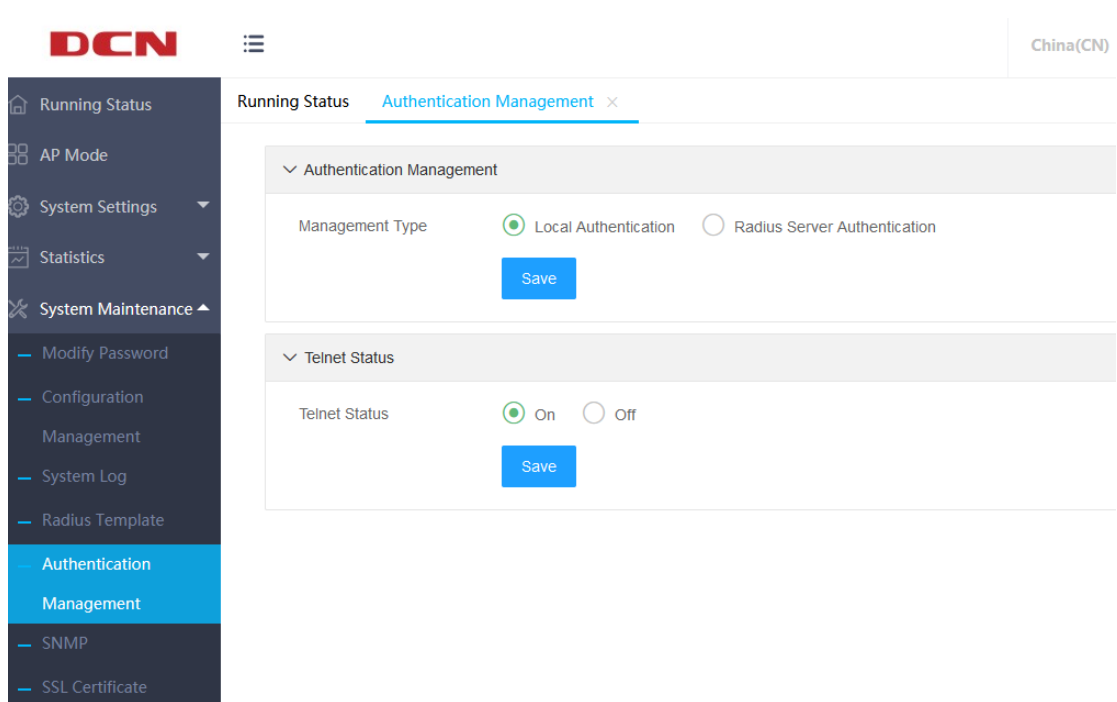 DCN
China(CN)
Running Status
AP Mode
System Settings
Statistics
System Maintenance
Modify Password
Configuration
Management
System Log
Radius Template
Authentication
Management
SNMP
SSL Certificate
Running Status Authentication Management ×
Authentication Management
Management Type Local Authentication Radius Server Authentication
Save
Telnet Status
Telnet Status On Off
Save